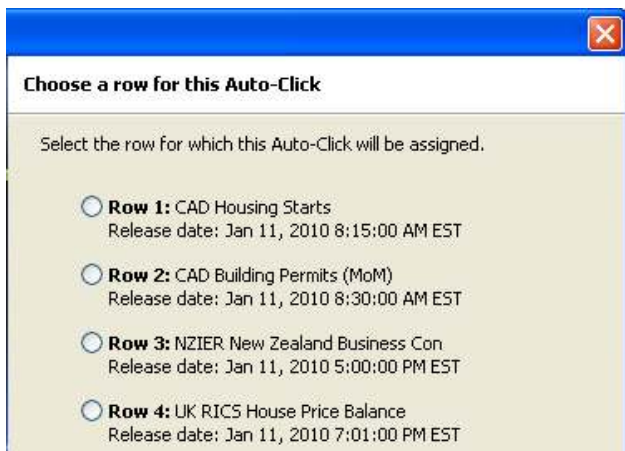 Choose a row for this Auto-Click
Select the row for which this Auto-Click will be assigned.
Row 1: CAD Housing Starts
Release date: Jan 11, 2010 8:15:00 AM EST
Row 2: CAD Building Permits (MoM)
Release date: Jan 11, 2010 8:30:00 AM EST
Row 3: NZIER New Zealand Business Con
Release date: Jan 11, 2010 5:00:00 PM EST
Row 4: UK RICS House Price Balance
Release date: Jan 11, 2010 7:01:00 PM EST